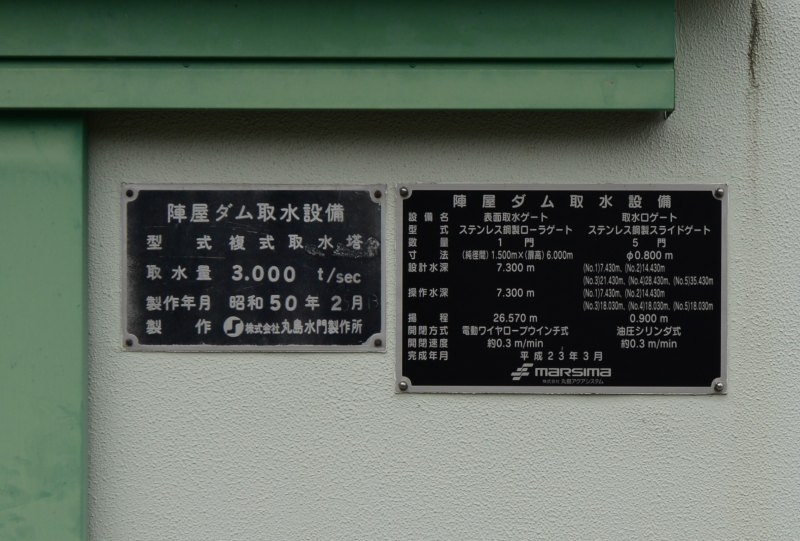 陣屋ダム取水設備
型 式 複式取水塔
取水量 3.000 t/sec
製作年月 昭和50年2月
製 作 株式会社丸島水門製作所
陣屋ダム取水設備
設備名 表面取水ゲート 取水口ゲート
型 式 ステンレス鋼製ローラゲート ステンレス鋼製スライドゲート
数 量 1 門 5 門
寸 法 (純径間)1.500m×(扉高)6.000m φ0.800m
設計水深 7.300m (No.1)7.430m、(No.2)14.430m
(No.3)21.430m、(No.4)28.430m、(No.5)35.430m
操作水深 7.300m (No.1)7.430m、(No.2)14.430m
(No.3)18.030m、(No.4)18.030m、(No.5)18.030m
揚 程 26.570m 0.900m
開閉方式 電動ワイヤロープウインチ式 油圧シリンダ式
開閉速度 約0.3m/min 約0.3m/min
完成年月 平成23年3月
marsima
株式会社 丸島アクアシステム